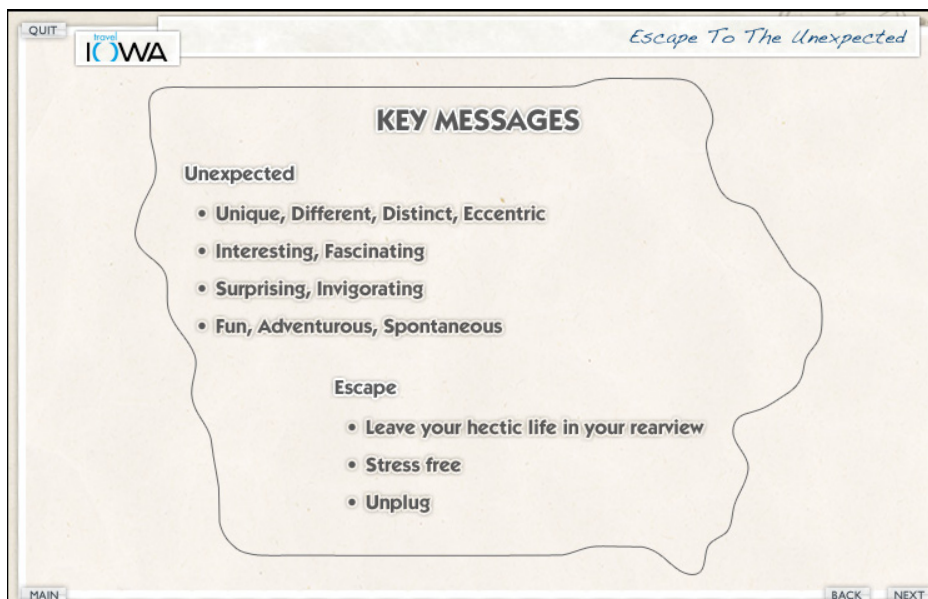 QUIT
travel
IOWA
Escape To The Unexpected
KEY MESSAGES
Unexpected
• Unique, Different, Distinct, Eccentric
• Interesting, Fascinating
• Surprising, Invigorating
• Fun, Adventurous, Spontaneous
Escape
• Leave your hectic life in your rearview
• Stress free
• Unplug
MAIN
BACK
NEXT